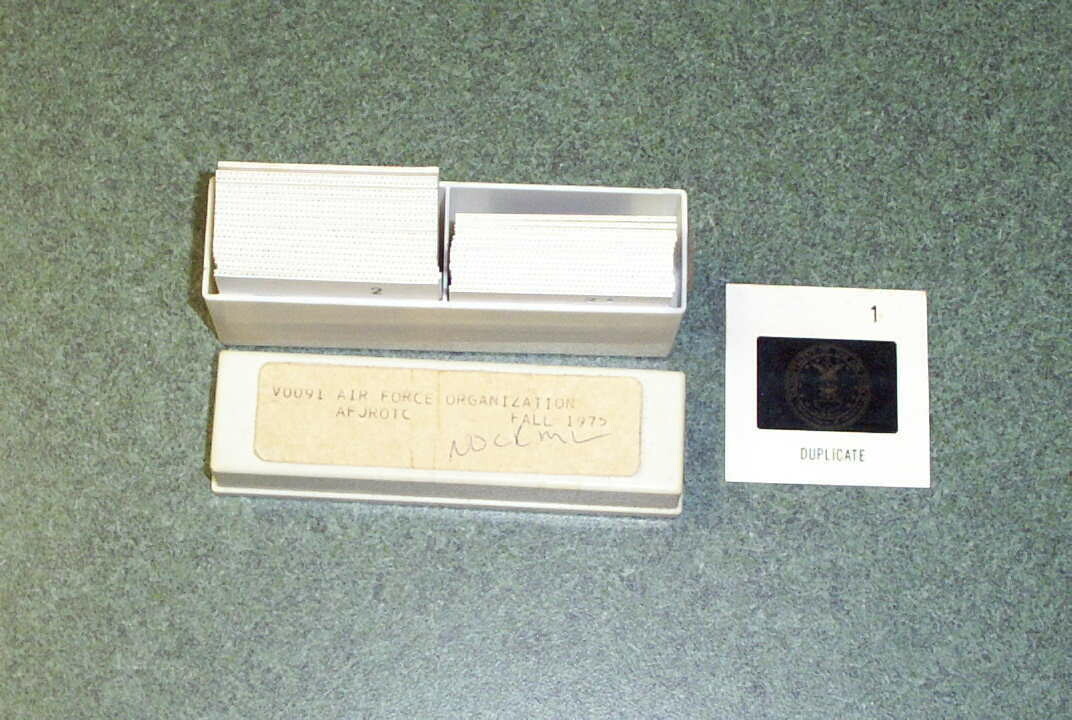 2
V0091 AIR FORCE ORGANIZATION
AFJROTC FALL 1975
1
DUPLICATE